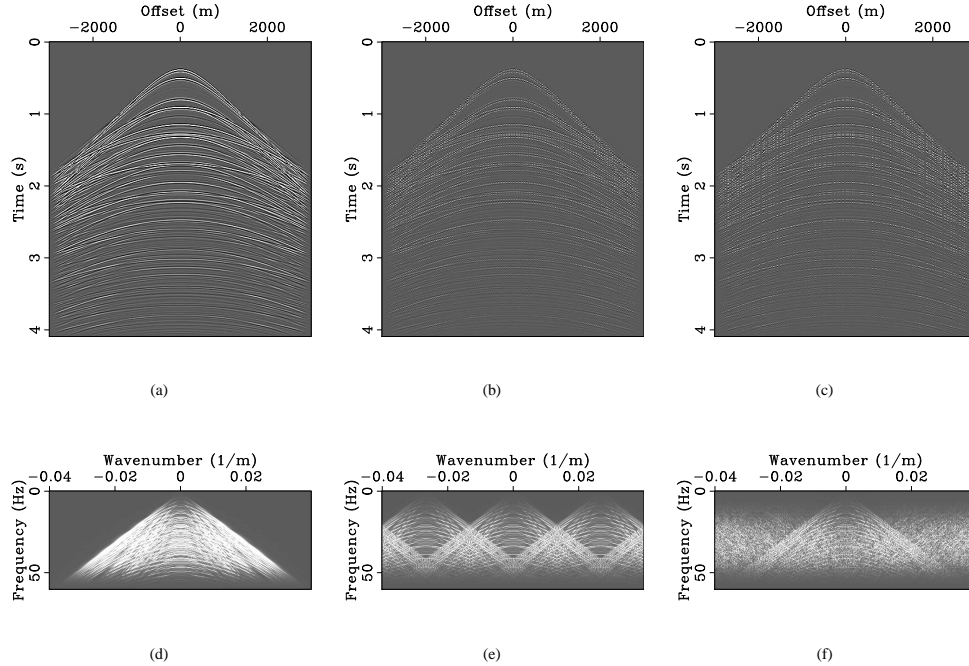 Offset (m)
-2000 0 2000
0
1
2
3
4
Time (s)
(a)
Offset (m)
-2000 0 2000
0
1
2
3
4
Time (s)
(b)
Offset (m)
-2000 0 2000
0
1
2
3
4
Time (s)
(c)
Wavenumber (1/m)
-0.04 -0.02 0 0.02
0
50
Frequency (Hz)
(d)
Wavenumber (1/m)
-0.04 -0.02 0 0.02
0
50
Frequency (Hz)
(e)
Wavenumber (1/m)
-0.04 -0.02 0 0.02
0
50
Frequency (Hz)
(f)